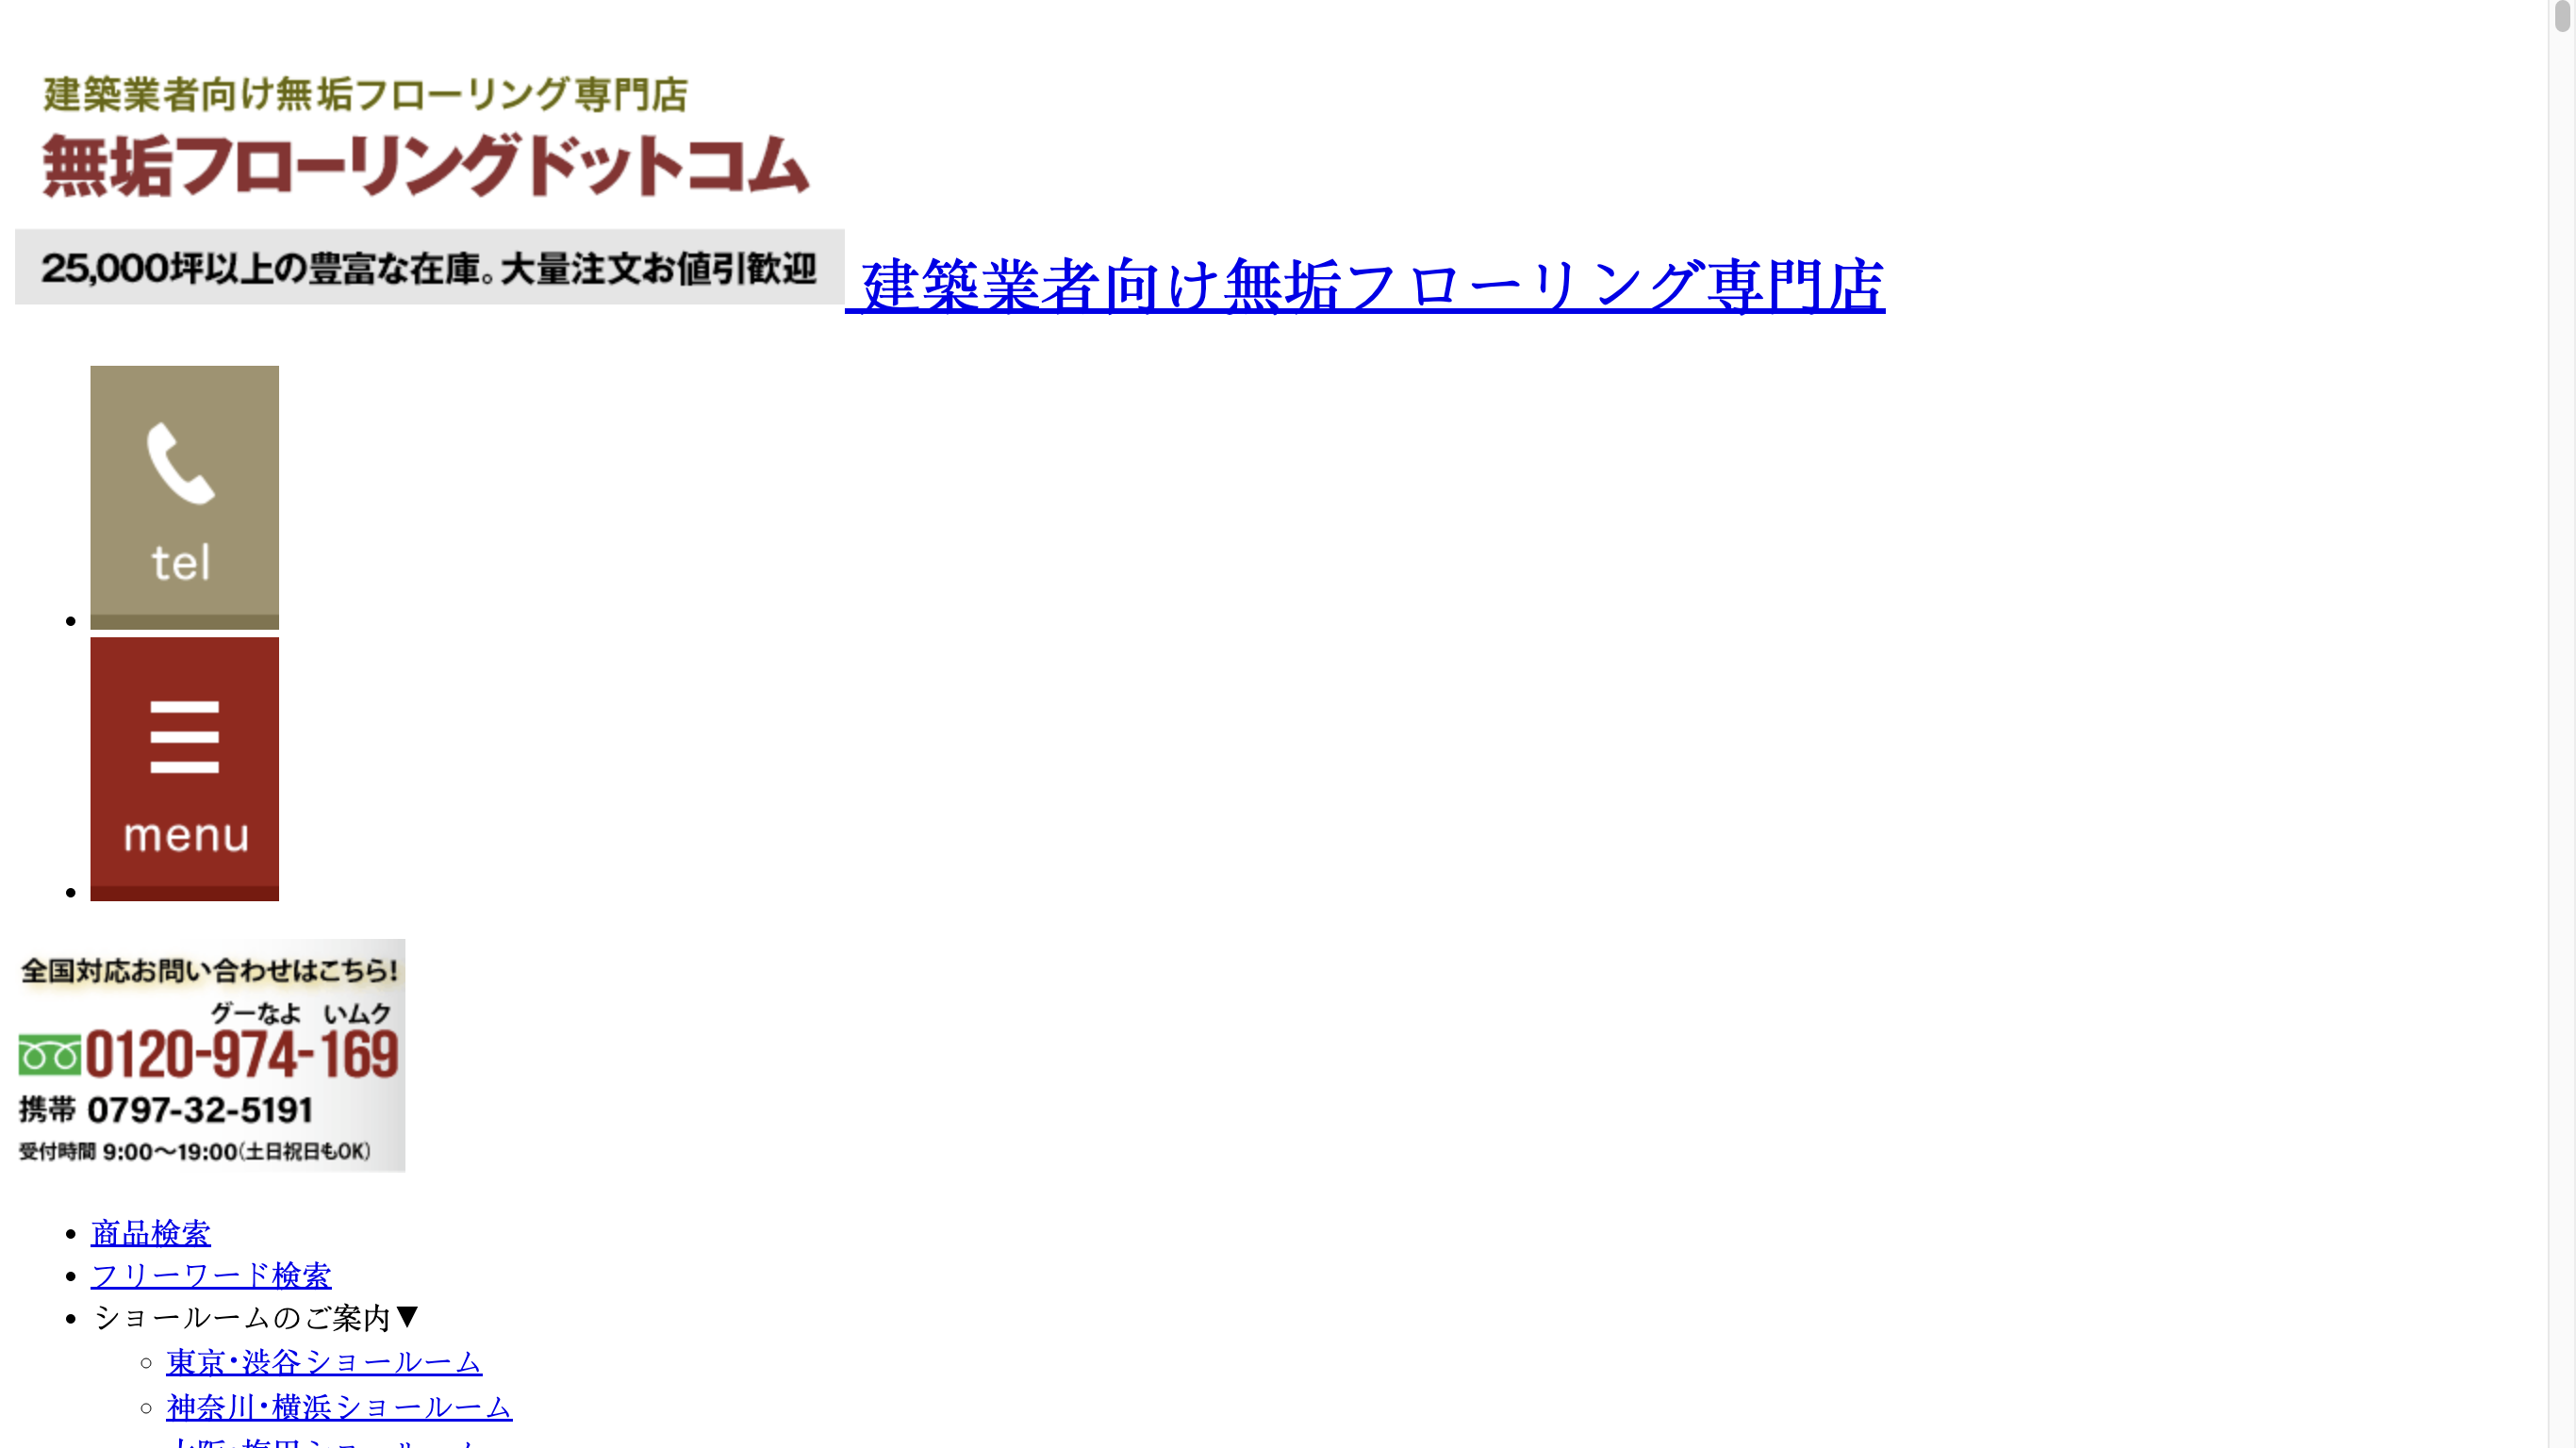 建築業者向け無垢フローリング専門店
無垢フローリングドットコム
25,000坪以上の豊富な在庫。大量注文お値引歓迎 建築業者向け無垢フローリング専門店
tel
menu
全国対応お問い合わせはこちら!
グーなよ いムク
0120-974-169
携帯 0797-32-5191
受付時間 9:00〜19:00(土日祝日もOK)
商品検索
フリーワード検索
ショールームのご案内▼
東京・渋谷ショールーム
神奈川・横浜ショールーム